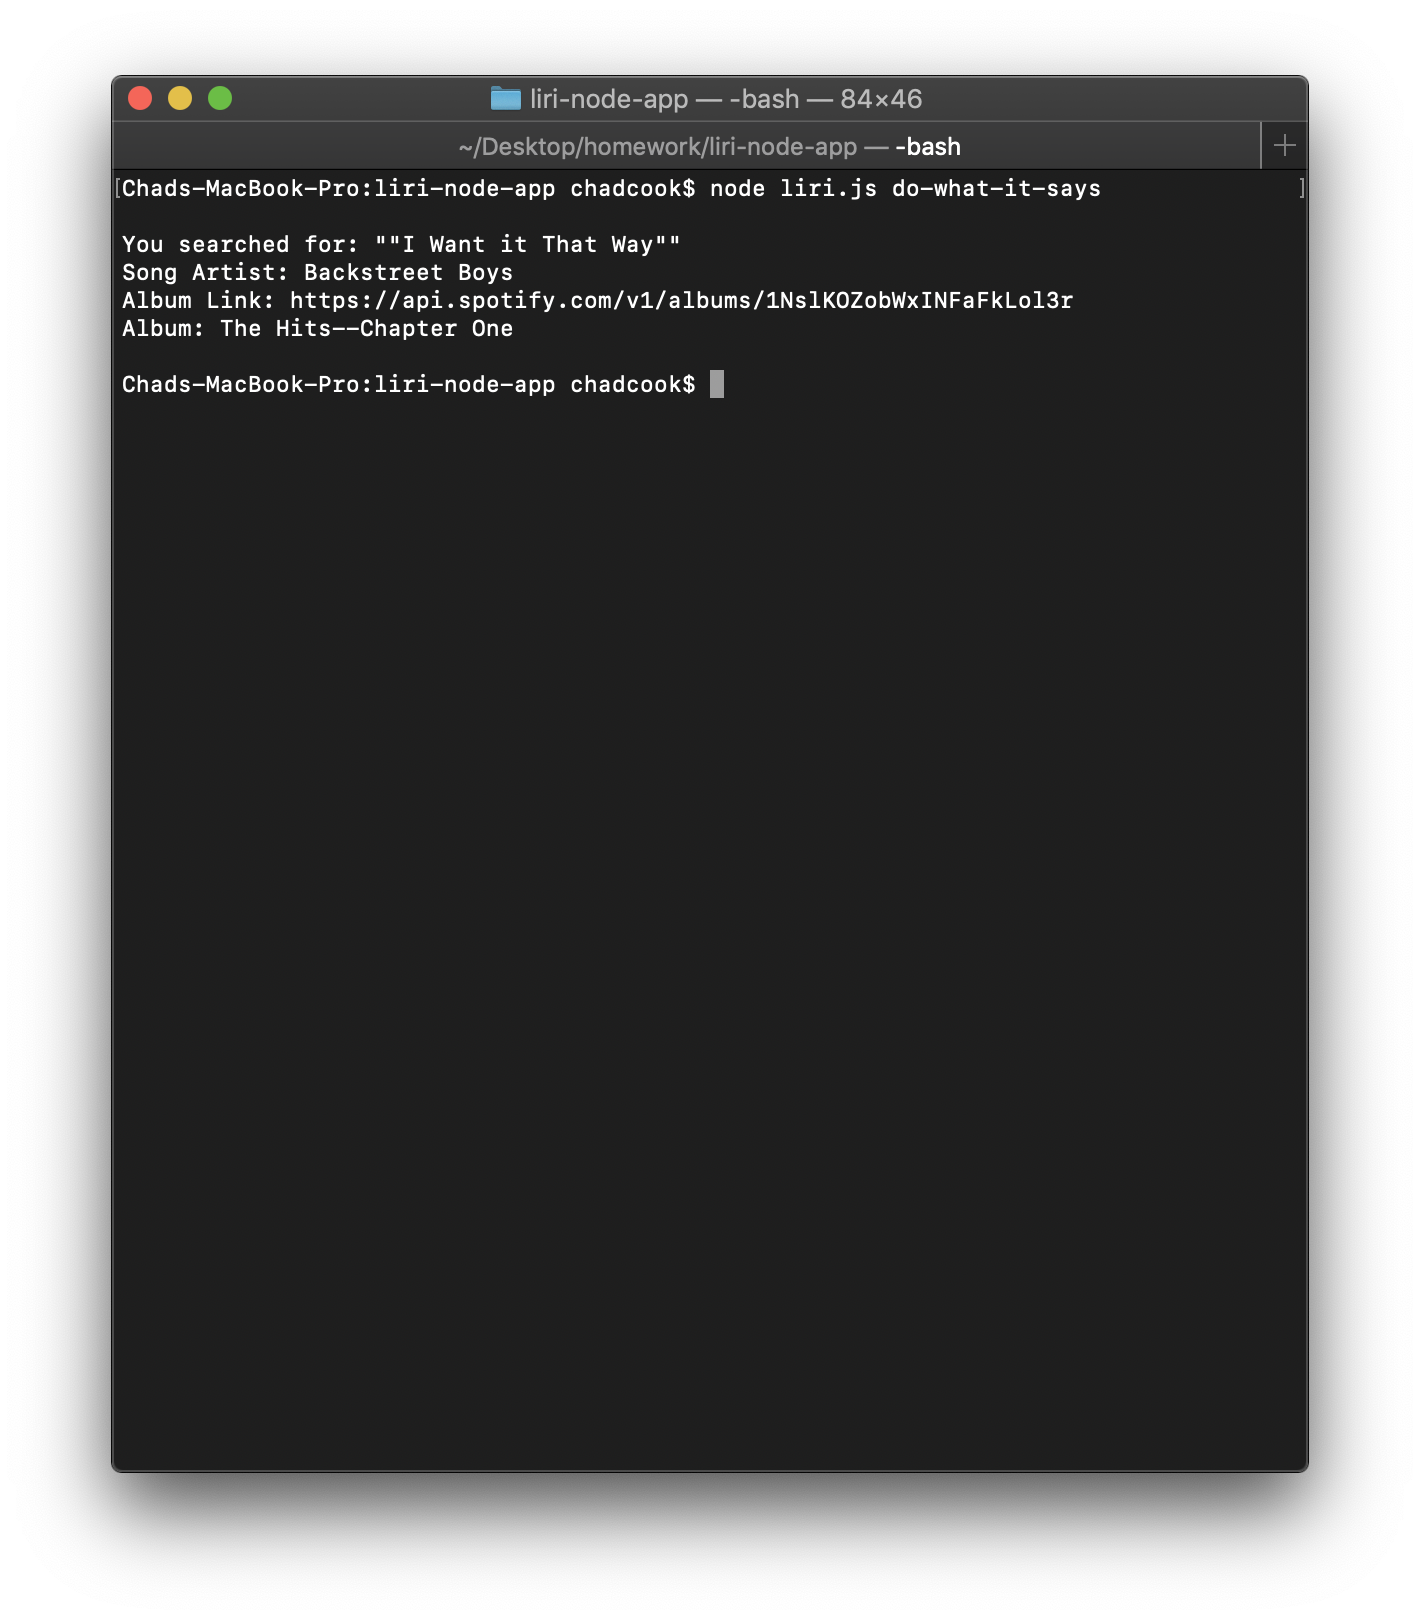 liri-node-app — -bash — 84×46
~/Desktop/homework/liri-node-app — -bash
[Chads-MacBook-Pro:liri-node-app chadcook$ node liri.js do-what-it-says ]
You searched for: ""I Want it That Way""
Song Artist: Backstreet Boys
Album Link: https://api.spotify.com/v1/albums/1NslKOZobWxINFaFkLol3r
Album: The Hits--Chapter One
Chads-MacBook-Pro:liri-node-app chadcook$